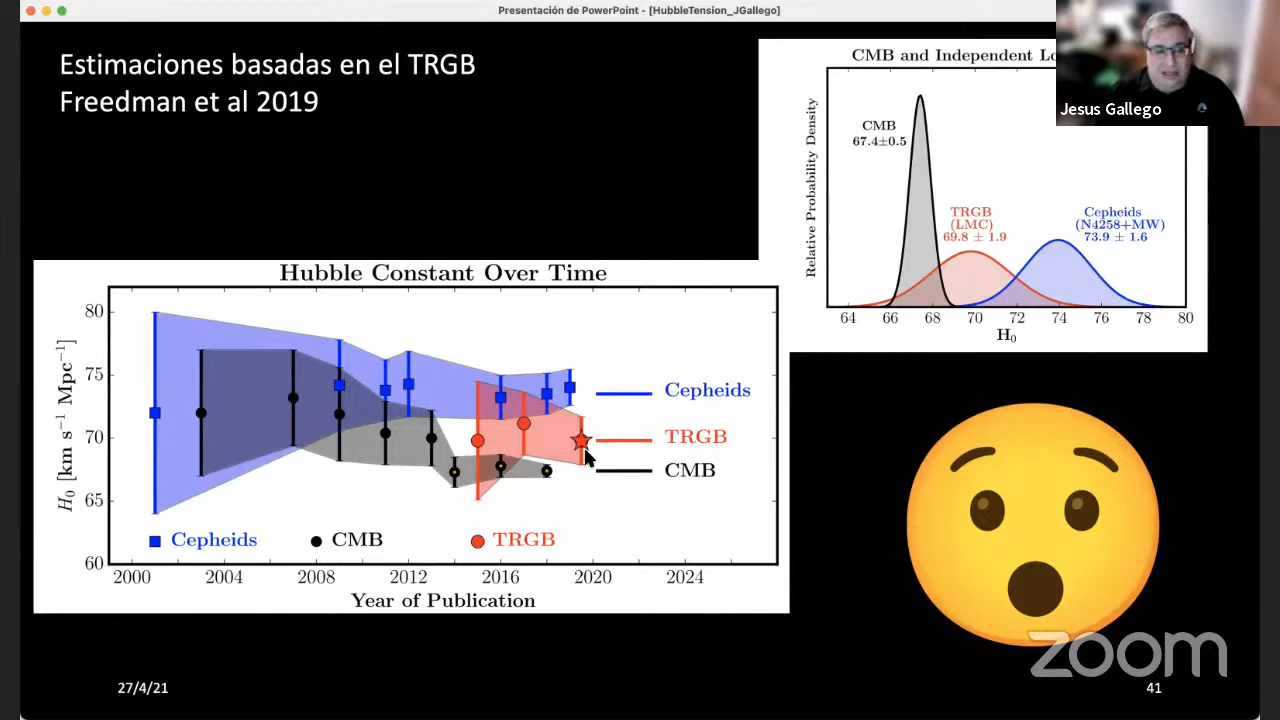 Presentación de PowerPoint - [HubbleTension_JGallego]
Estimaciones basadas en el TRGB
Freedman et al 2019
CMB and Independent Lo
Jesus Gallego
Relative Probability Density
CMB
67.4±0.5
TRGB
(LMC)
69.8 ± 1.9
Cepheids
(N4258+MW)
73.9 ± 1.6
64 66 68 70 72 74 76 78 80
H₀
Hubble Constant Over Time
H₀ [km s⁻¹ Mpc⁻¹]
80
75
70
65
60
Cepheids
TRGB
CMB
Cepheids CMB TRGB
2000 2004 2008 2012 2016 2020 2024
Year of Publication
zoom
27/4/21
41